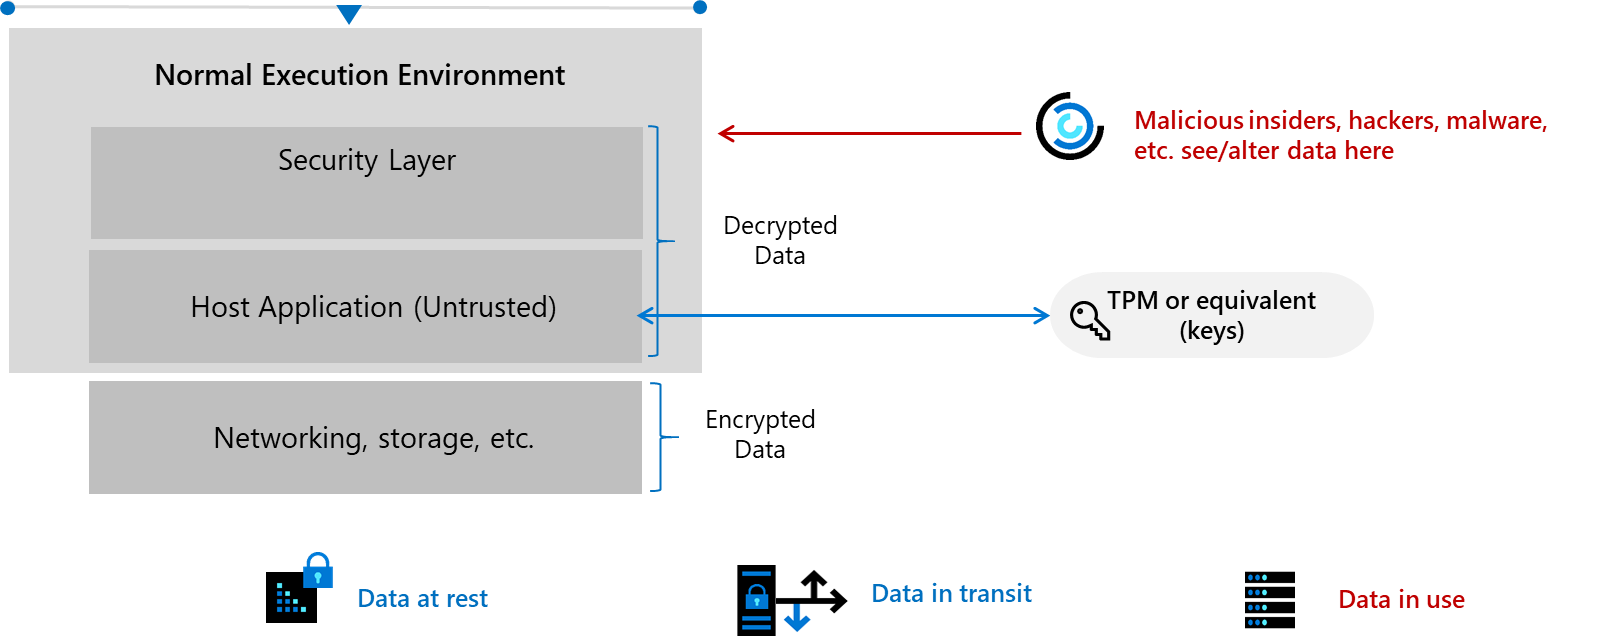 Normal Execution Environment
Security Layer
Malicious insiders, hackers, malware,
etc. see/alter data here
Decrypted
Data
Host Application (Untrusted)
TPM or equivalent
(keys)
Networking, storage, etc.
Encrypted
Data
Data at rest
Data in transit
Data in use